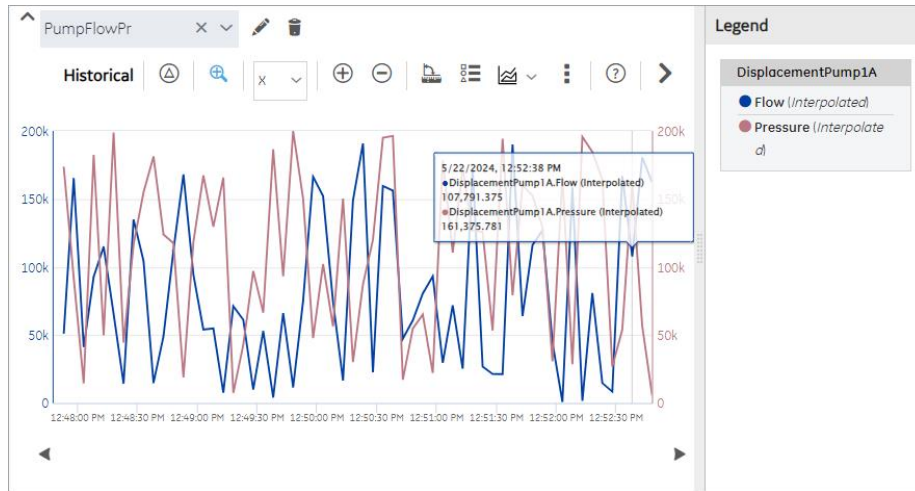 PumpFlowPr
Historical
X
?
Legend
DisplacementPump1A
Flow (Interpolated)
Pressure (Interpolate
d)
200k
150k
100k
50k
0
200k
150k
100k
50k
0
5/22/2024, 12:52:38 PM
DisplacementPump1A.Flow (Interpolated)
107,791.375
DisplacementPump1A.Pressure (Interpolated)
161,375.781
12:48:00 PM 12:48:30 PM 12:49:00 PM 12:49:30 PM 12:50:00 PM 12:50:30 PM 12:51:00 PM 12:51:30 PM 12:52:00 PM 12:52:30 PM